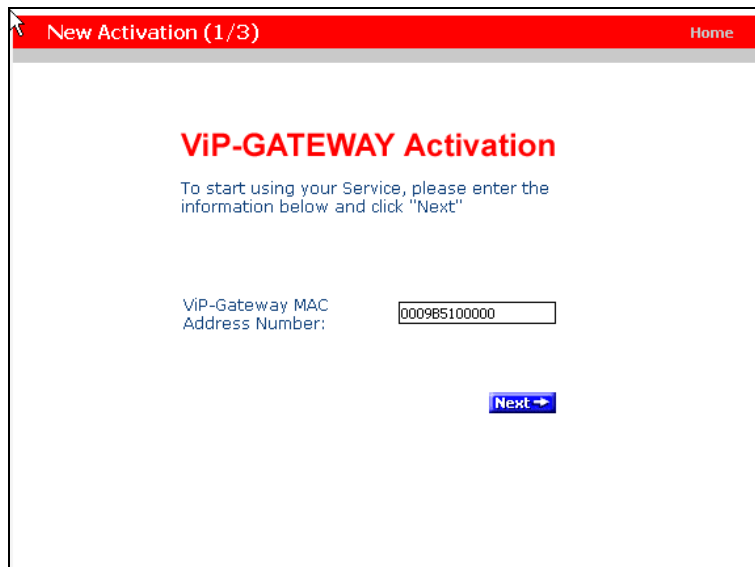 New Activation (1/3)
Home
ViP-GATEWAY Activation
To start using your Service, please enter the
information below and click "Next"
ViP-Gateway MAC
Address Number:
0009B5100000
Next